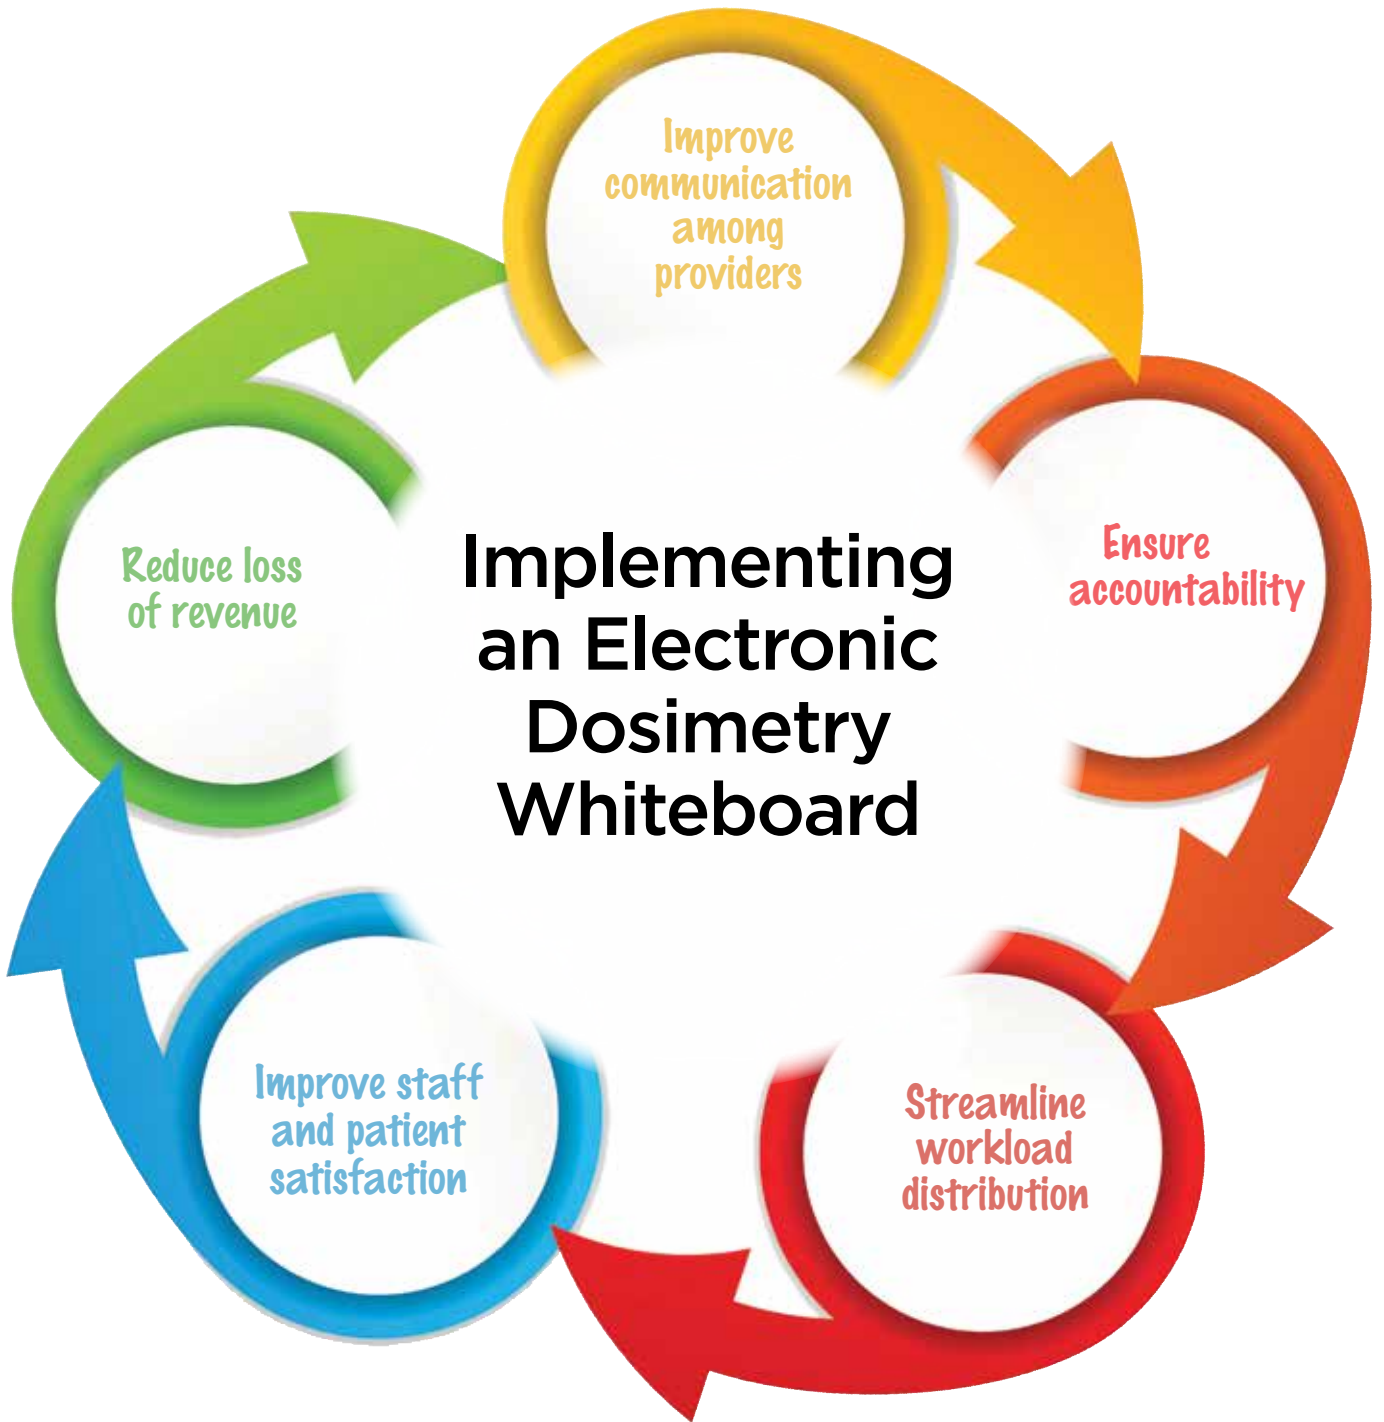 Improve
communication
among
providers
Ensure
accountability
Streamline
workload
distribution
Improve staff
and patient
satisfaction
Reduce loss
of revenue
Implementing
an Electronic
Dosimetry
Whiteboard